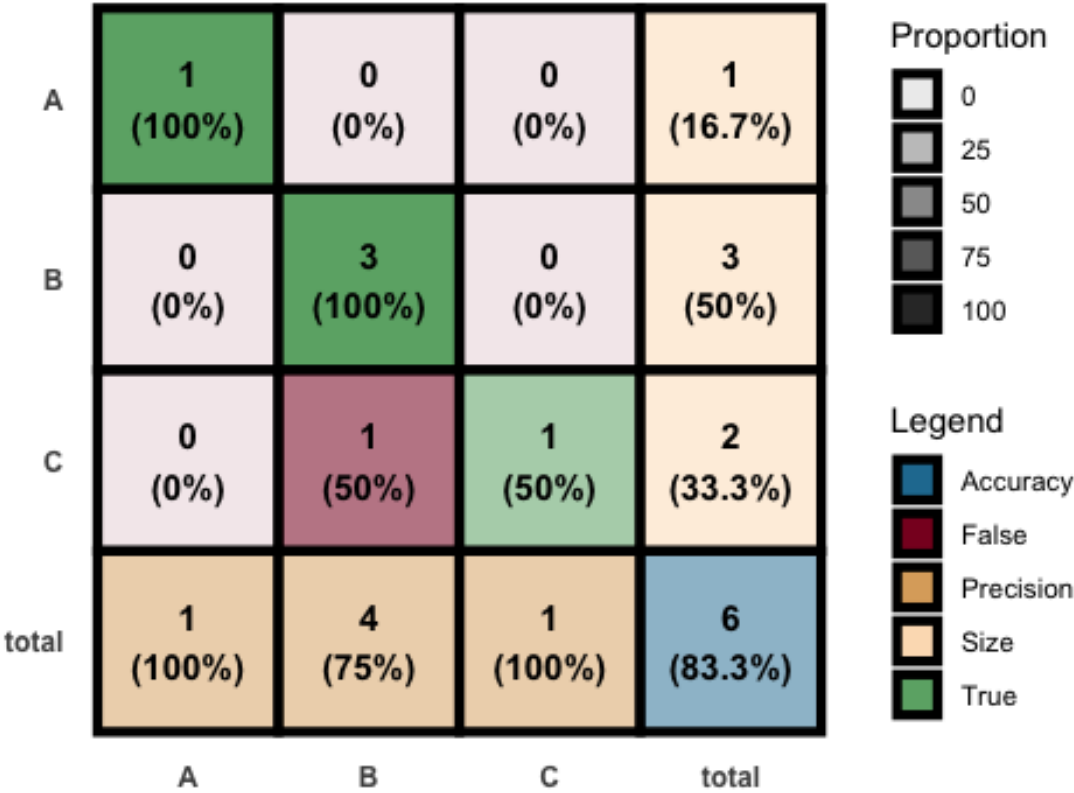 A
1 0 0 1
(100%) (0%) (0%) (16.7%)
B
0 3 0 3
(0%) (100%) (0%) (50%)
C
0 1 1 2
(0%) (50%) (50%) (33.3%)
total
1 4 1 6
(100%) (75%) (100%) (83.3%)
A B C total
Proportion
0
25
50
75
100
Legend
Accuracy
False
Precision
Size
True